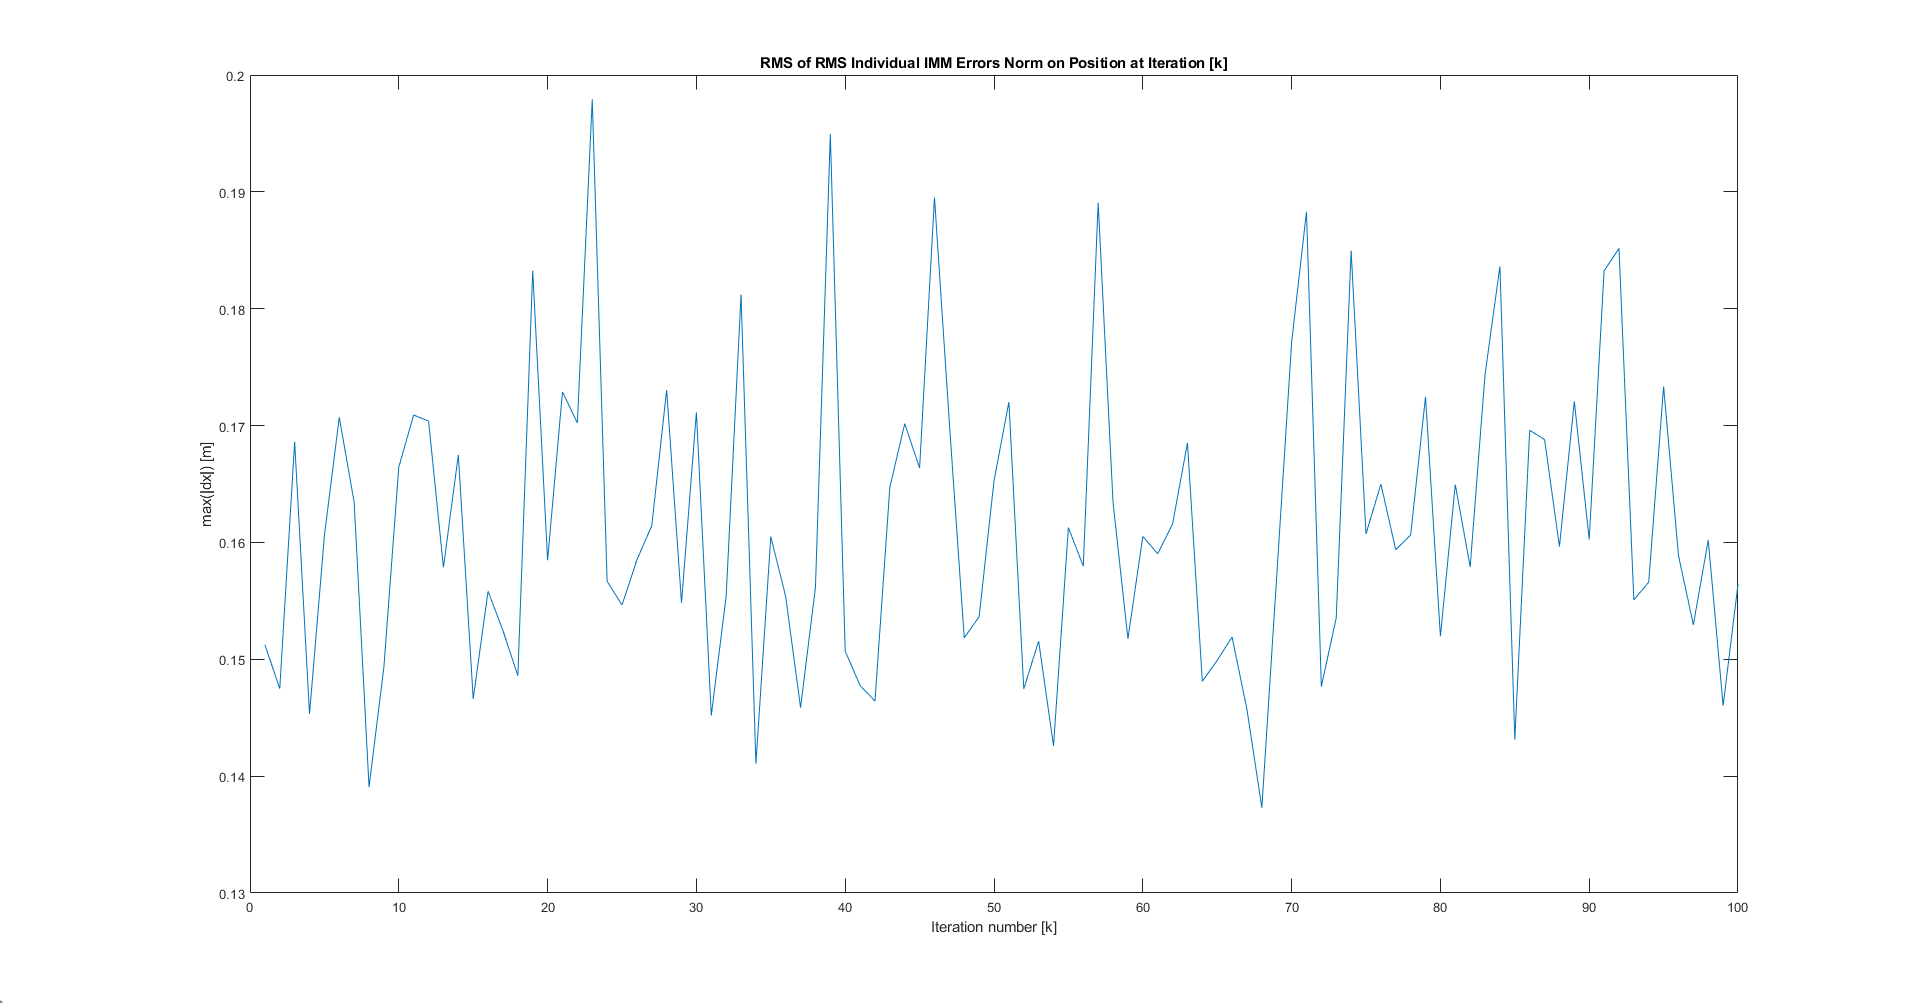 RMS of RMS Individual IMM Errors Norm on Position at Iteration [k]
0.2
0.19
0.18
0.17
0.16
0.15
0.14
0.13
max(|dx|) [m]
0 10 20 30 40 50 60 70 80 90 100
Iteration number [k]